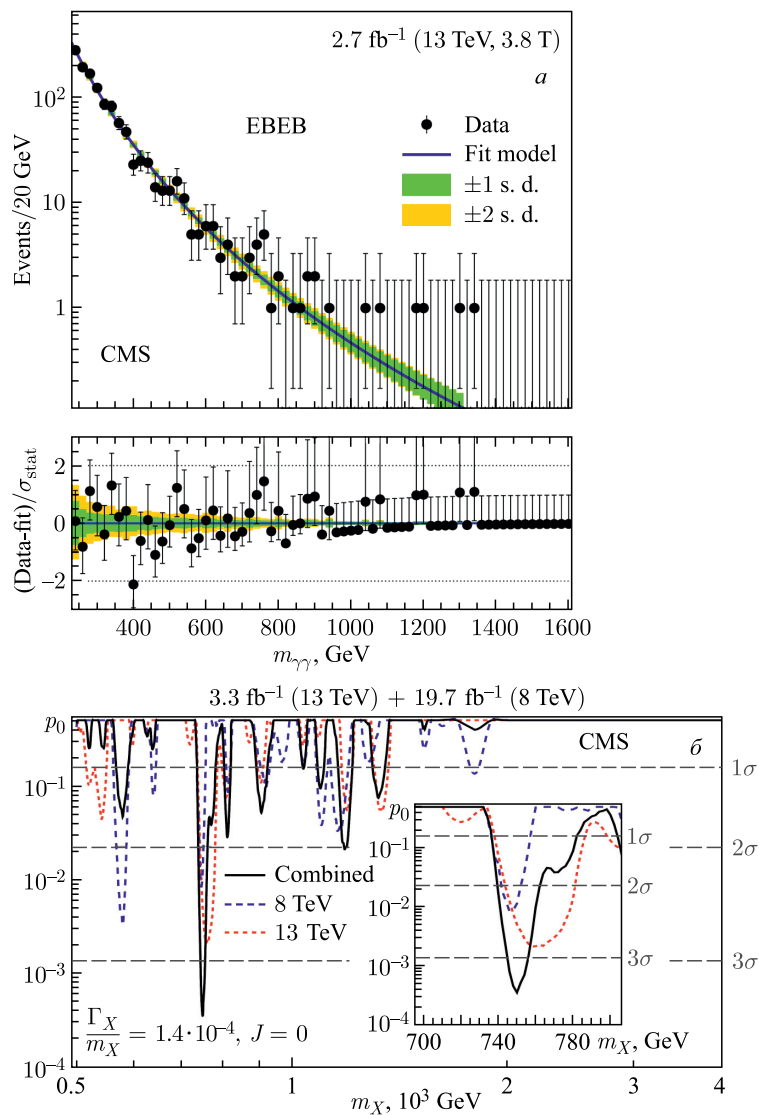 2.7 fb⁻¹ (13 TeV, 3.8 T)
a
EBEB
Data
Fit model
±1 s. d.
±2 s. d.
CMS
Events/20 GeV
10²
10
1
(Data-fit)/σstat
2
0
−2
400 600 800 1000 1200 1400 1600
mγγ, GeV
3.3 fb⁻¹ (13 TeV) + 19.7 fb⁻¹ (8 TeV)
p₀
CMS
б
10⁻¹
10⁻²
10⁻³
10⁻⁴
1σ
2σ
3σ
Combined
8 TeV
13 TeV
Γ_X/m_X = 1.4·10⁻⁴, J = 0
p₀
10⁻¹
10⁻²
10⁻³
10⁻⁴
1σ
2σ
3σ
700 740 780 m_X, GeV
0.5 1 2 3 4
m_X, 10³ GeV